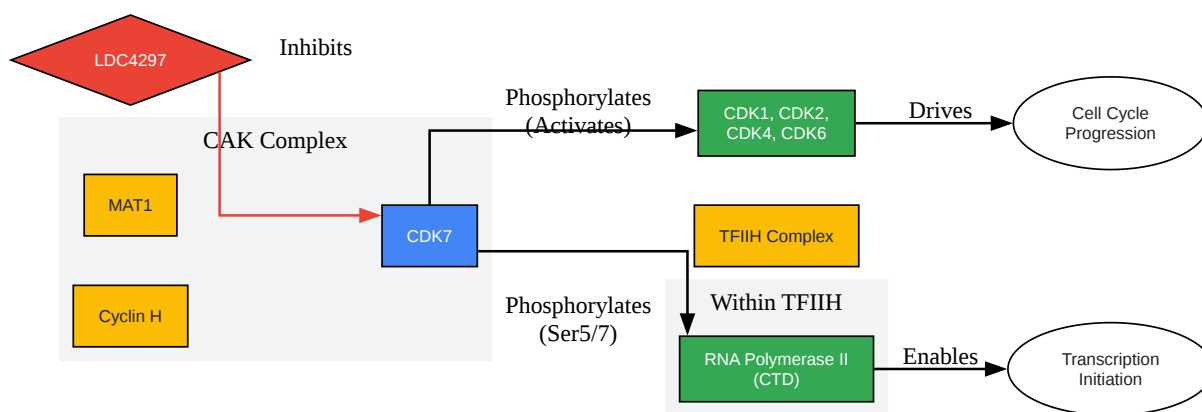 LDC4297
Inhibits
CAK Complex
MAT1
Cyclin H
CDK7
Phosphorylates
(Activates)
CDK1, CDK2,
CDK4, CDK6
Drives
Cell Cycle
Progression
TFIIH Complex
Phosphorylates
(Ser5/7)
Within TFIIH
RNA Polymerase II
(CTD)
Enables
Transcription
Initiation